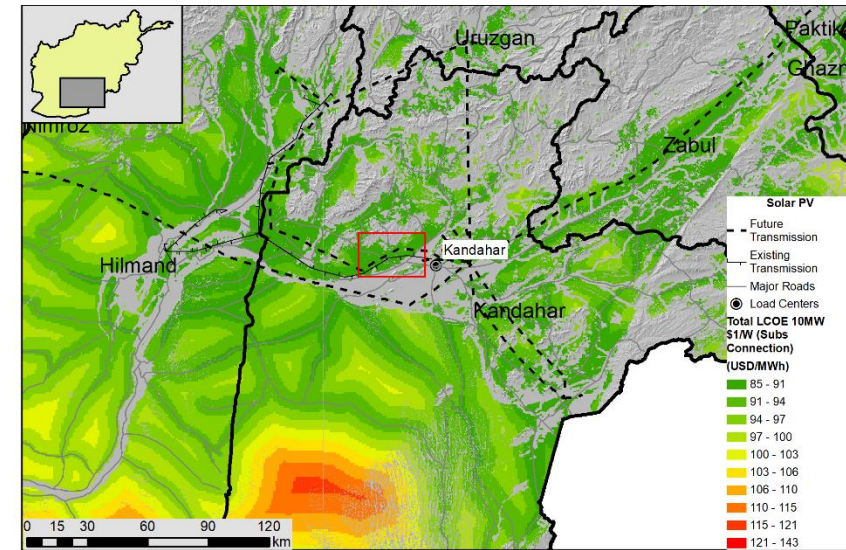 Uruzgan
Paktik
Ghazn
Nimroz
Zabul
Kandahar
Hilmand
Kandahar
Solar PV
Future
Transmission
Existing
Transmission
Major Roads
Load Centers
Total LCOE 10MW
$1/W (Subs
Connection)
(USD/MWh)
85 - 91
91 - 94
94 - 97
97 - 100
100 - 103
103 - 106
106 - 110
110 - 115
115 - 121
121 - 143
0 15 30 60 90 120
km